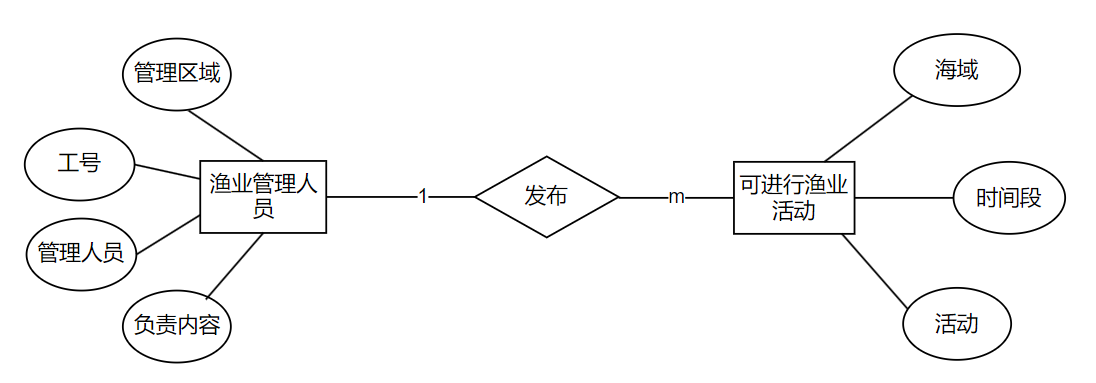 管理区域
工号
渔业管理人
员
管理人员
负责内容
1
发布
m
可进行渔业
活动
海域
时间段
活动